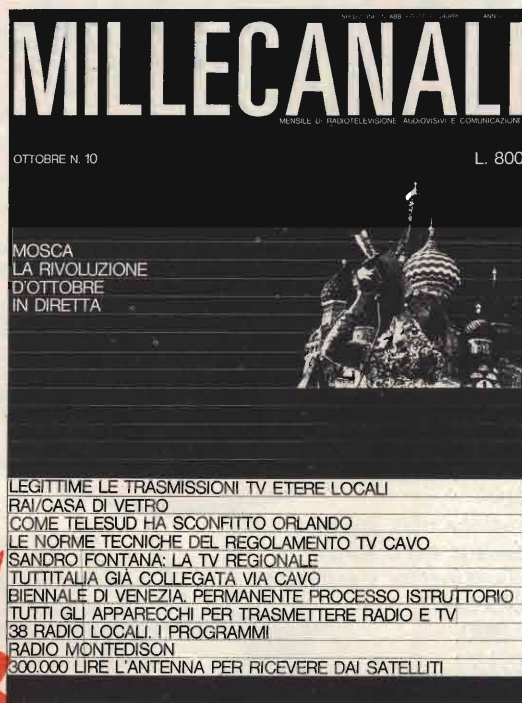 MILLECANALI
MENSILE DI RADIOTELEVISIONE AUDIOVISIVI E COMUNICAZIONE
OTTOBRE N. 10
L. 800
MOSCA
LA RIVOLUZIONE
D'OTTOBRE
IN DIRETTA
LEGITTIME LE TRASMISSIONI TV ETERE LOCALI
RAI/CASA DI VETRO
COME TELESUD HA SCONFITTO ORLANDO
LE NORME TECNICHE DEL REGOLAMENTO TV CAVO
SANDRO FONTANA: LA TV REGIONALE
TUTTITALIA GIÀ COLLEGATA VIA CAVO
BIENNALE DI VENEZIA. PERMANENTE PROCESSO ISTRUTTORIO
TUTTI GLI APPARECCHI PER TRASMETTERE RADIO E TV
38 RADIO LOCALI. I PROGRAMMI
RADIO MONTEDISON
300.000 LIRE L'ANTENNA PER RICEVERE DAI SATELLITI